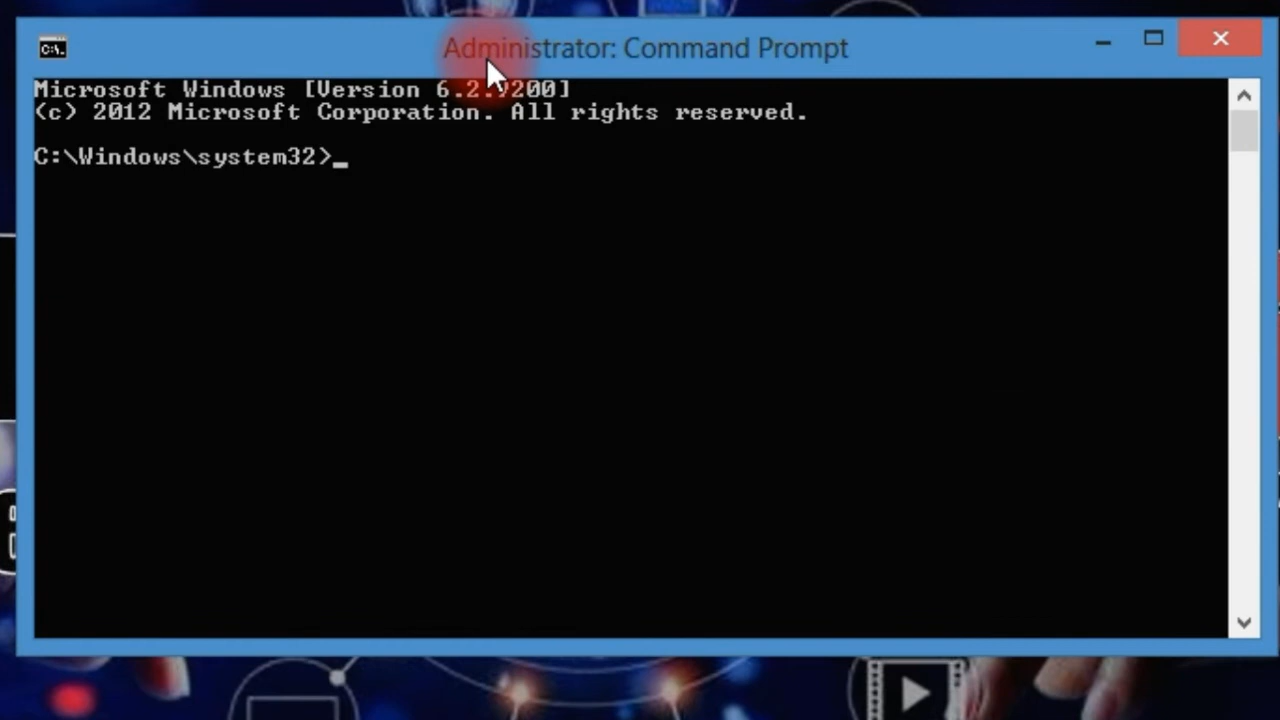 C:\.
Administrator: Command Prompt
Microsoft Windows [Version 6.2.9200]
(c) 2012 Microsoft Corporation. All rights reserved.
C:\Windows\system32>_